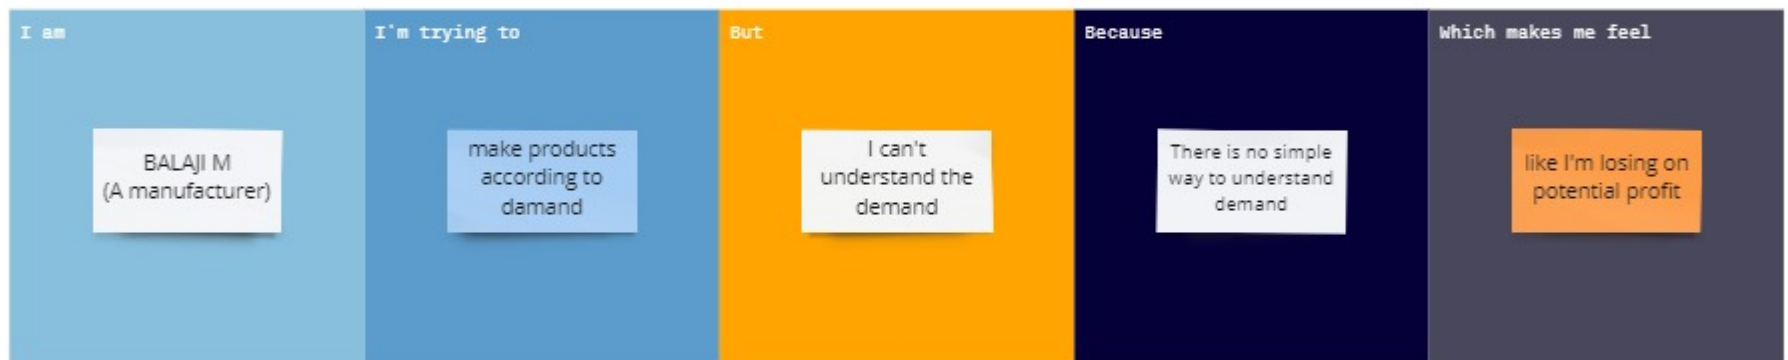 I am
BALAJI M
(A manufacturer)
I'm trying to
make products
according to
damand
But
I can't
understand the
demand
Because
There is no simple
way to understand
demand
Which makes me feel
like I'm losing on
potential profit